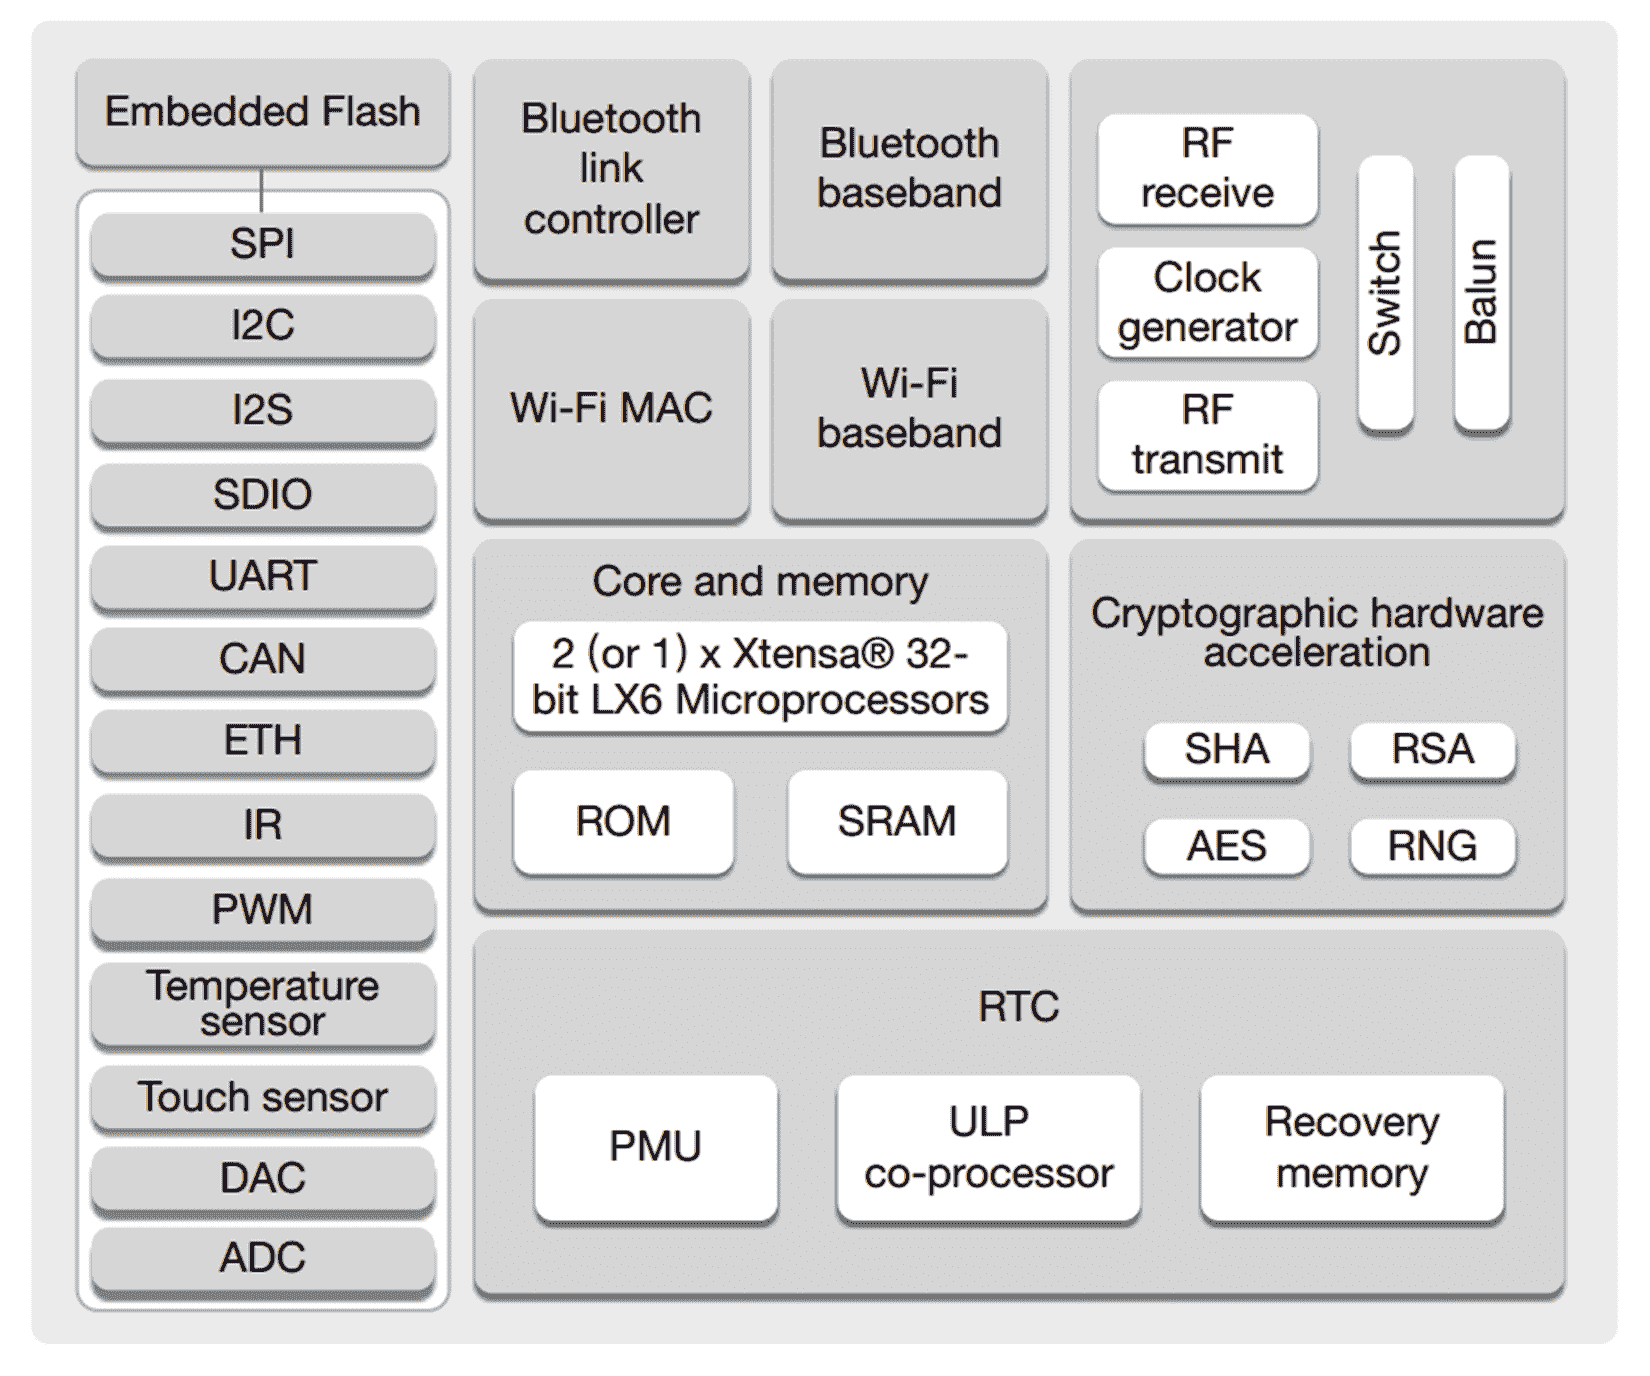 Embedded Flash
SPI
I2C
I2S
SDIO
UART
CAN
ETH
IR
PWM
Temperature
sensor
Touch sensor
DAC
ADC
Bluetooth
link
controller
Bluetooth
baseband
Wi-Fi MAC
Wi-Fi
baseband
RF
receive
Clock
generator
RF
transmit
Switch
Balun
Core and memory
2 (or 1) x Xtensa® 32-
bit LX6 Microprocessors
ROM
SRAM
Cryptographic hardware
acceleration
SHA
RSA
AES
RNG
RTC
PMU
ULP
co-processor
Recovery
memory